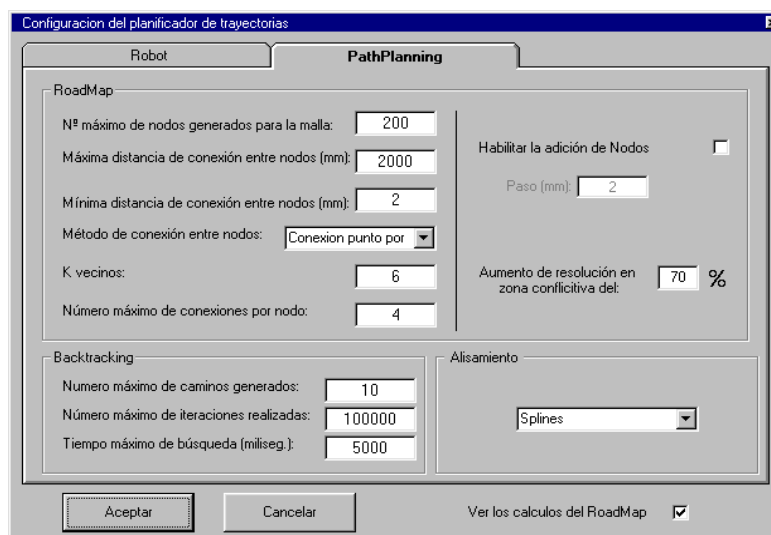 Configuracion del planificador de trayectorias
Robot
PathPlanning
RoadMap
Nº máximo de nodos generados para la malla: 200
Máxima distancia de conexión entre nodos (mm): 2000
Mínima distancia de conexión entre nodos (mm): 2
Método de conexión entre nodos: Conexion punto por
K vecinos: 6
Número máximo de conexiones por nodo: 4
Habilitar la adición de Nodos
Paso (mm): 2
Aumento de resolución en
zona conflicitiva del: 70 %
Backtracking
Numero máximo de caminos generados: 10
Número máximo de iteraciones realizadas: 100000
Tiempo máximo de búsqueda (miliseg.): 5000
Alisamiento
Splines
Aceptar
Cancelar
Ver los calculos del RoadMap